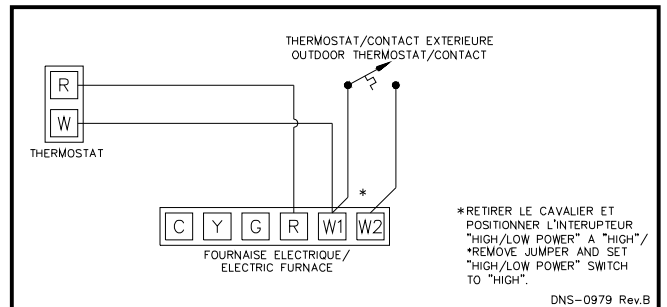 THERMOSTAT/CONTACT EXTERIEURE
OUTDOOR THERMOSTAT/CONTACT
R
W
THERMOSTAT
*
C Y G R W1 W2
FOURNAISE ELECTRIQUE/
ELECTRIC FURNACE
*RETIRER LE CAVALIER ET
POSITIONNER L'INTERUPTEUR
"HIGH/LOW POWER" A "HIGH"/
*REMOVE JUMPER AND SET
"HIGH/LOW POWER" SWITCH
TO "HIGH".
DNS-0979 Rev.B